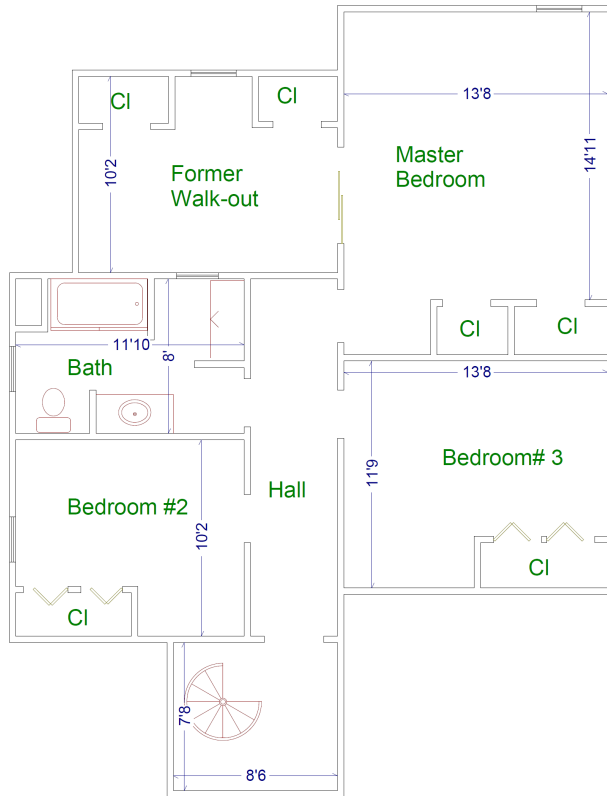 Cl
Cl
13'8
10'2
Former
Walk-out
Master
Bedroom
14'11
Cl
Cl
11'10
8'
Bath
13'8
11'9
Bedroom# 3
Bedroom #2
Hall
10'2
Cl
Cl
7'8
8'6